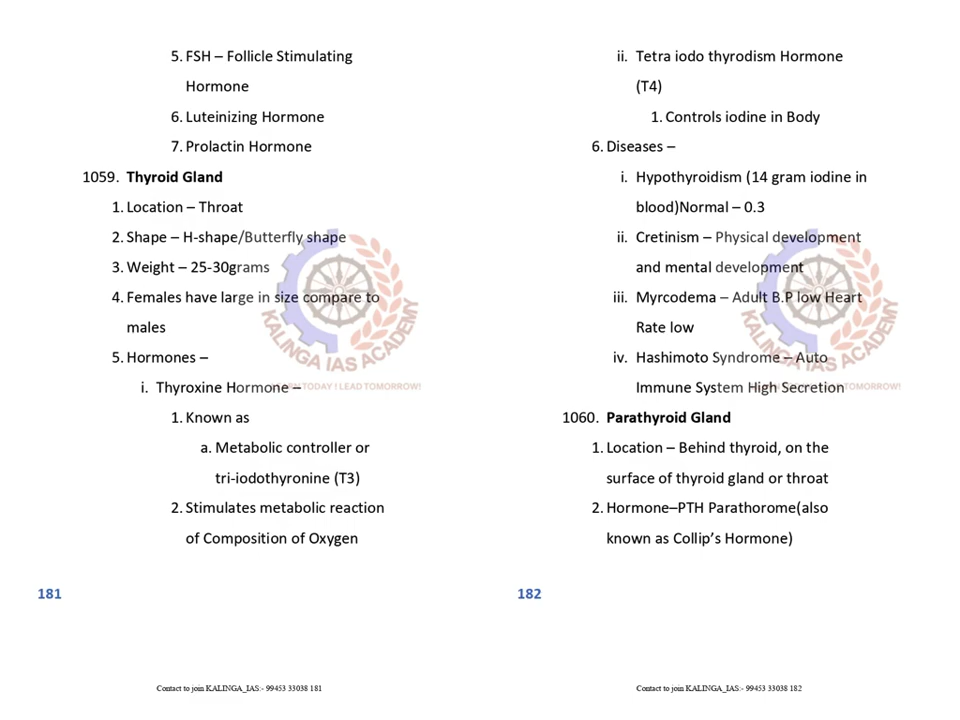 5. FSH – Follicle Stimulating
Hormone
6. Luteinizing Hormone
7. Prolactin Hormone
1059. Thyroid Gland
1. Location – Throat
2. Shape – H-shape/Butterfly shape
3. Weight – 25-30grams
4. Females have large in size compare to
males
5. Hormones –
i. Thyroxine Hormone –
1. Known as
a. Metabolic controller or
tri-iodothyronine (T3)
2. Stimulates metabolic reaction
of Composition of Oxygen
181
KALINGA IAS ACADEMY
TODAY ! LEAD TOMORROW!
Contact to join KALINGA_IAS:- 99453 33038 181
ii. Tetra iodo thyrodism Hormone
(T4)
1. Controls iodine in Body
6. Diseases –
i. Hypothyroidism (14 gram iodine in
blood)Normal – 0.3
ii. Cretinism – Physical development
and mental development
iii. Myrcodema – Adult B.P low Heart
Rate low
iv. Hashimoto Syndrome – Auto
Immune System High Secretion
1060. Parathyroid Gland
1. Location – Behind thyroid, on the
surface of thyroid gland or throat
2. Hormone–PTH Parathorome(also
known as Collip's Hormone)
182
KALINGA IAS ACADEMY
TOMORROW!
Contact to join KALINGA_IAS:- 99453 33038 182